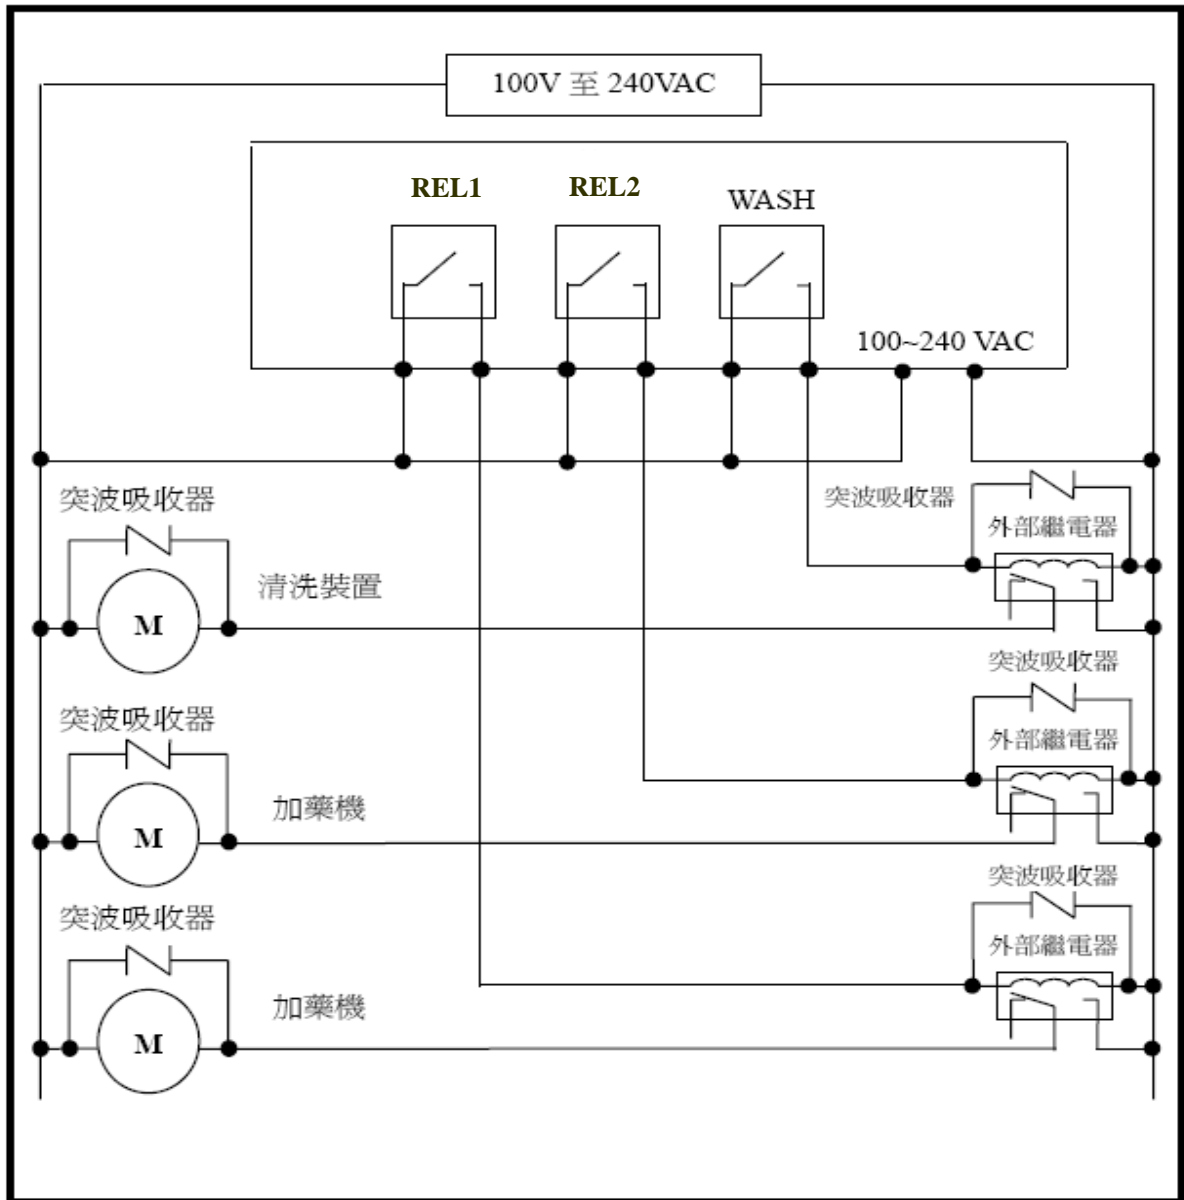 100V 至 240VAC
REL1
REL2
WASH
100~240 VAC
突波吸收器
突波吸收器
外部繼電器
清洗裝置
M
突波吸收器
突波吸收器
外部繼電器
加藥機
M
突波吸收器
突波吸收器
外部繼電器
加藥機
M